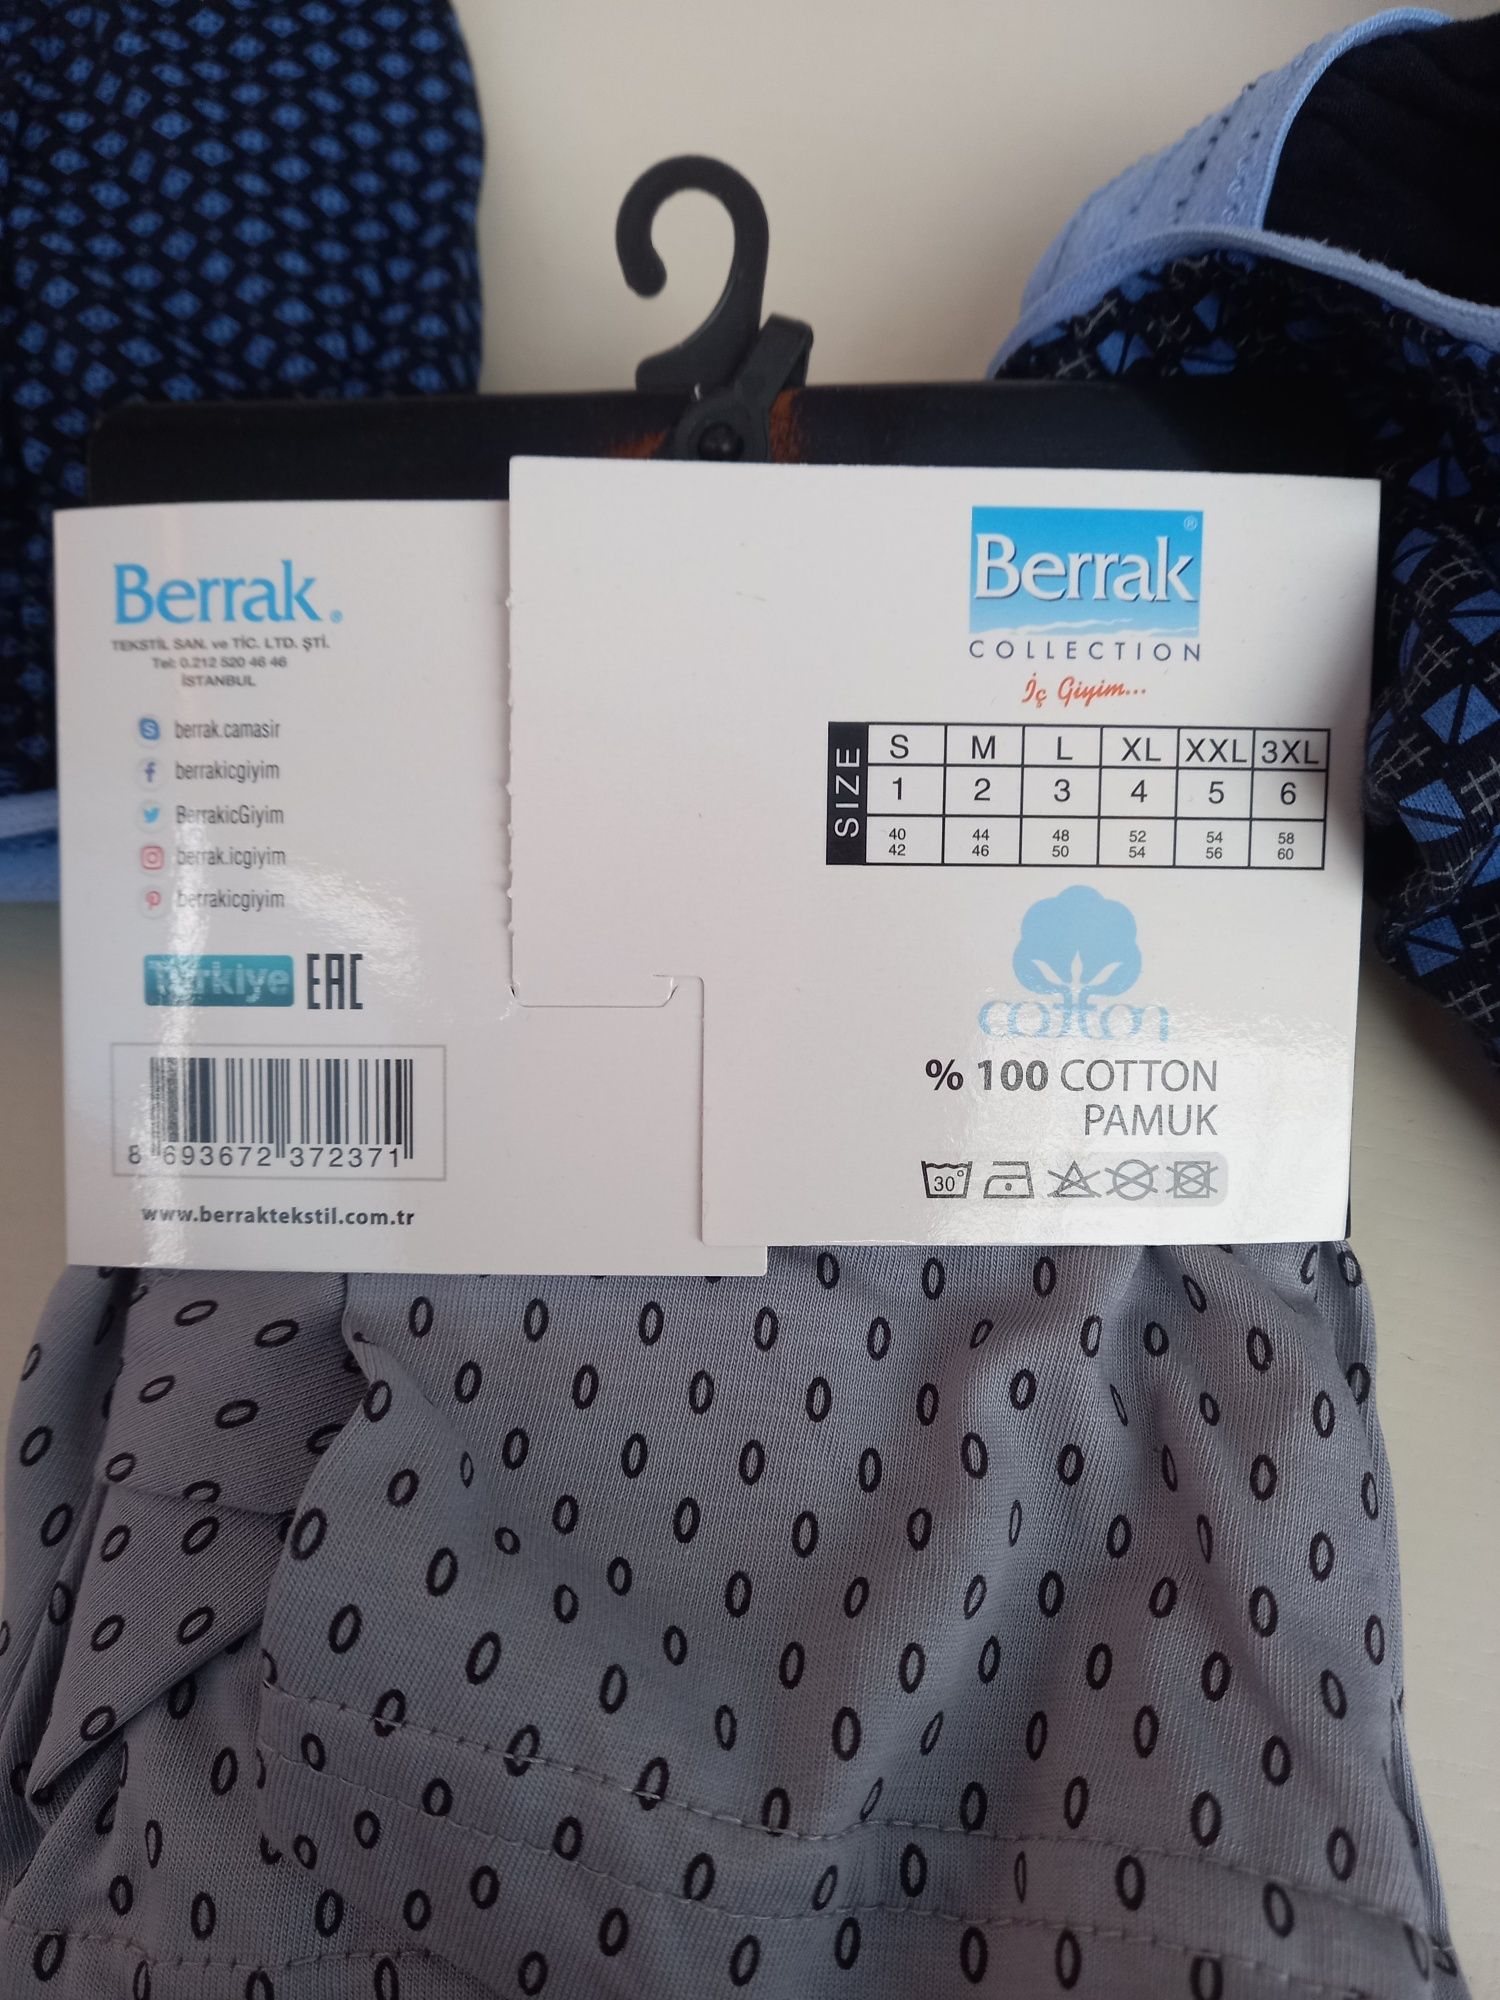 Berrak®
TEKSTİL SAN. ve TİC. LTD. ŞTİ.
Tel: 0.212 520 46 46
İSTANBUL
berrak.camasir
berrakicgiyim
BerrakicGiyim
berrak.icgiyim
berrakicgiyim
Türkiye EAC
8 693672 372371
www.berraktekstil.com.tr
Berrak®
COLLECTION
İç Giyim...
SIZE
S M L XL XXL 3XL
1 2 3 4 5 6
40 44 48 52 54 58
42 46 50 54 56 60
cotton
% 100 COTTON
PAMUK
30°